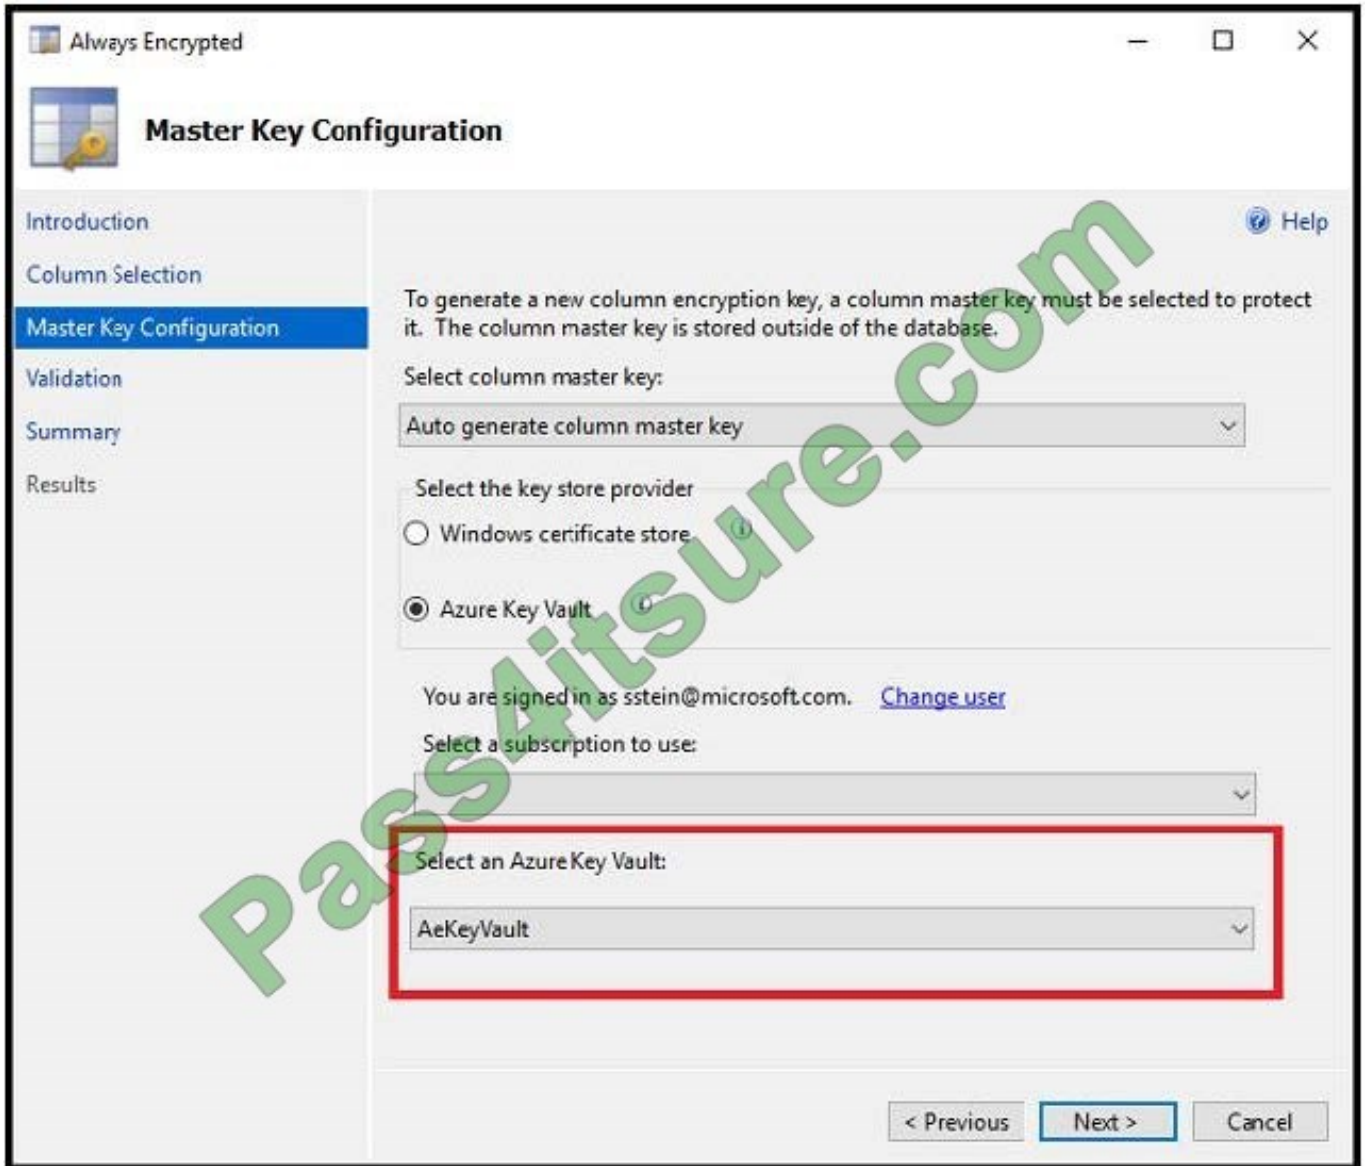 Always Encrypted
Master Key Configuration
Introduction
Column Selection
Master Key Configuration
Validation
Summary
Results
Help
To generate a new column encryption key, a column master key must be selected to protect
it. The column master key is stored outside of the database.
Select column master key:
Auto generate column master key
Select the key store provider
Windows certificate store
Azure Key Vault
You are signed in as sstein@microsoft.com. Change user
Select a subscription to use:
Select an Azure Key Vault:
AeKeyVault
< Previous
Next >
Cancel
Pass4itsure.com